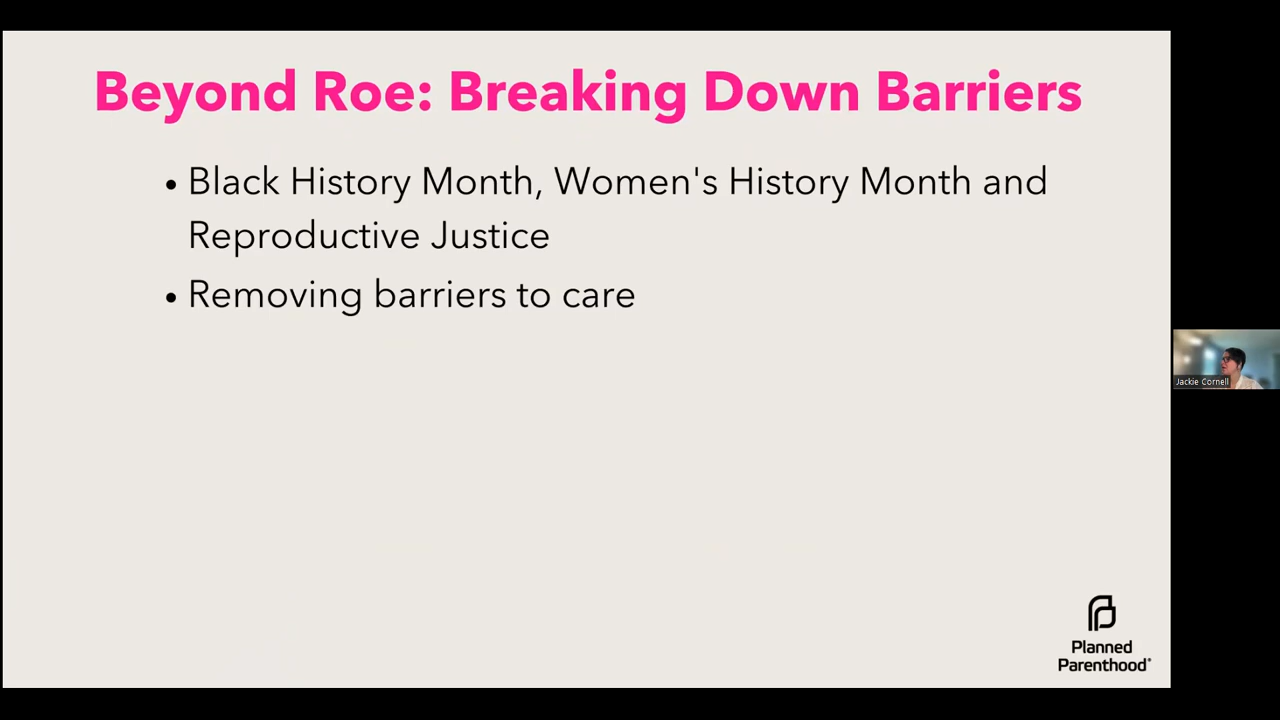 Beyond Roe: Breaking Down Barriers
• Black History Month, Women's History Month and
Reproductive Justice
• Removing barriers to care
Jackie Cornell
Planned
Parenthood®